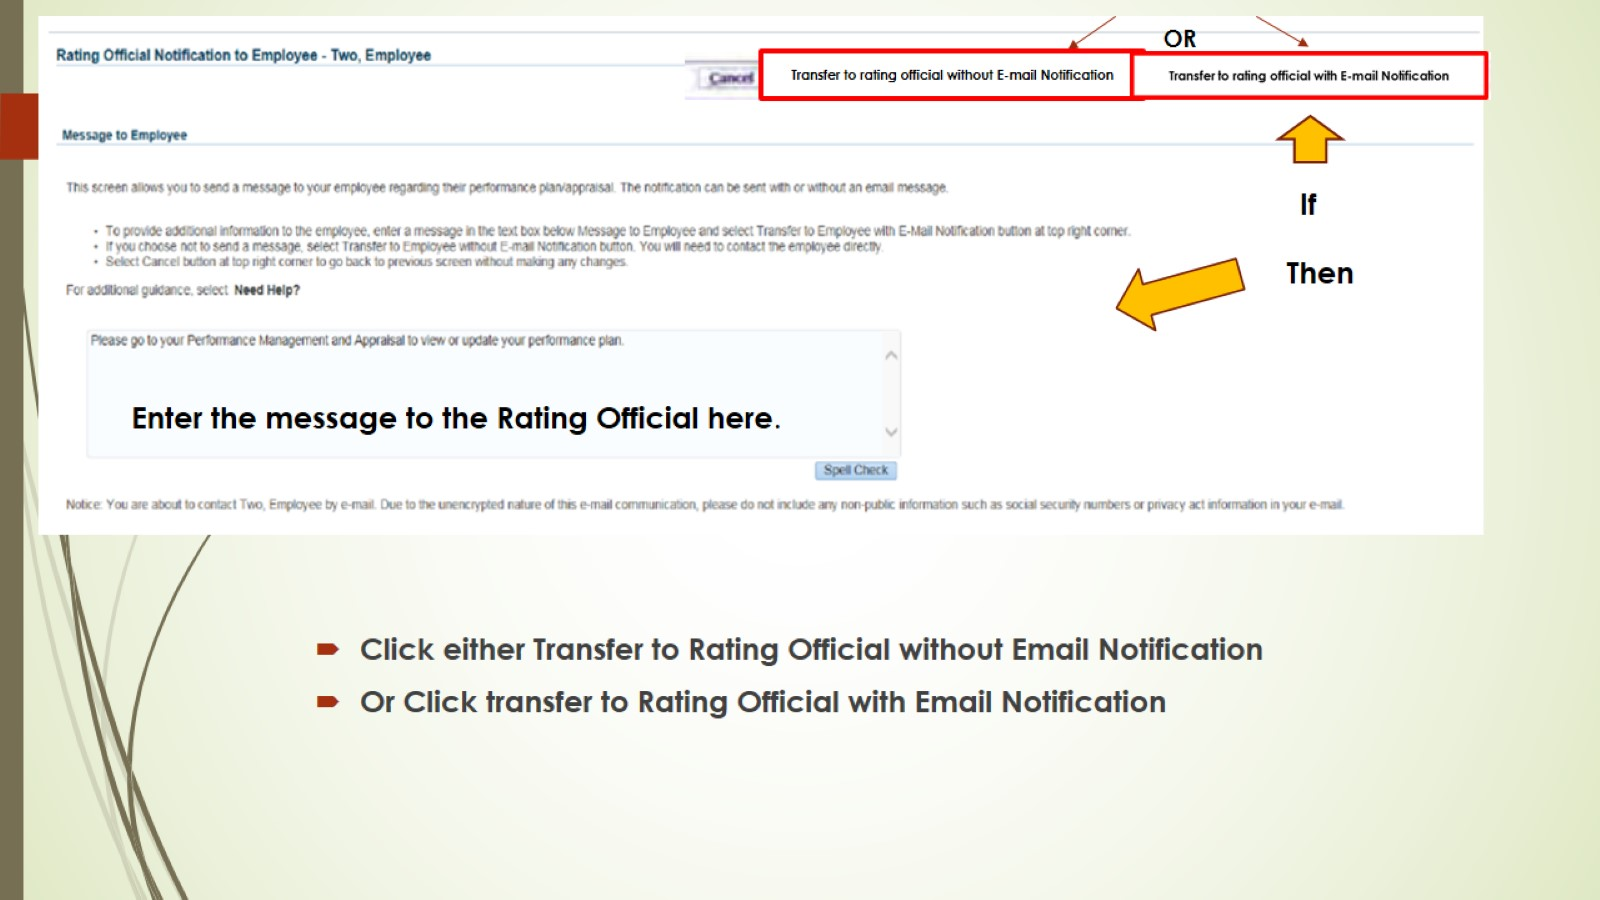 OR
Rating Official Notification to Employee - Two, Employee
Cancel
Transfer to rating official without E-mail Notification
Transfer to rating official with E-mail Notification
Message to Employee
This screen allows you to send a message to your employee regarding their performance plan/appraisal. The notification can be sent with or without an email message.
If
• To provide additional information to the employee, enter a message in the text box below Message to Employee and select Transfer to Employee with E-Mail Notification button at top right corner.
• If you choose not to send a message, select Transfer to Employee without E-mail Notification button. You will need to contact the employee directly.
• Select Cancel button at top right corner to go back to previous screen without making any changes.
Then
For additional guidance, select Need Help?
Please go to your Performance Management and Appraisal to view or update your performance plan.
Enter the message to the Rating Official here.
Spell Check
Notice: You are about to contact Two, Employee by e-mail. Due to the unencrypted nature of this e-mail communication, please do not include any non-public information such as social security numbers or privacy act information in your e-mail.
Click either Transfer to Rating Official without Email Notification
Or Click transfer to Rating Official with Email Notification